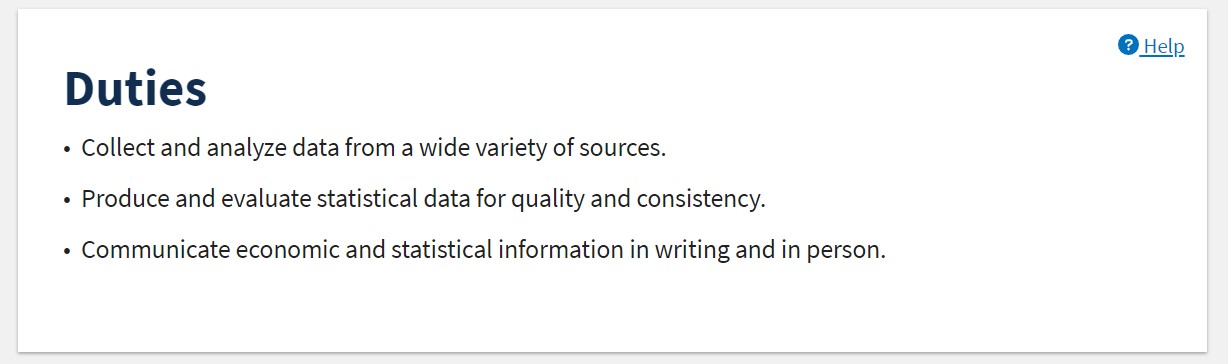 Help
Duties
• Collect and analyze data from a wide variety of sources.
• Produce and evaluate statistical data for quality and consistency.
• Communicate economic and statistical information in writing and in person.